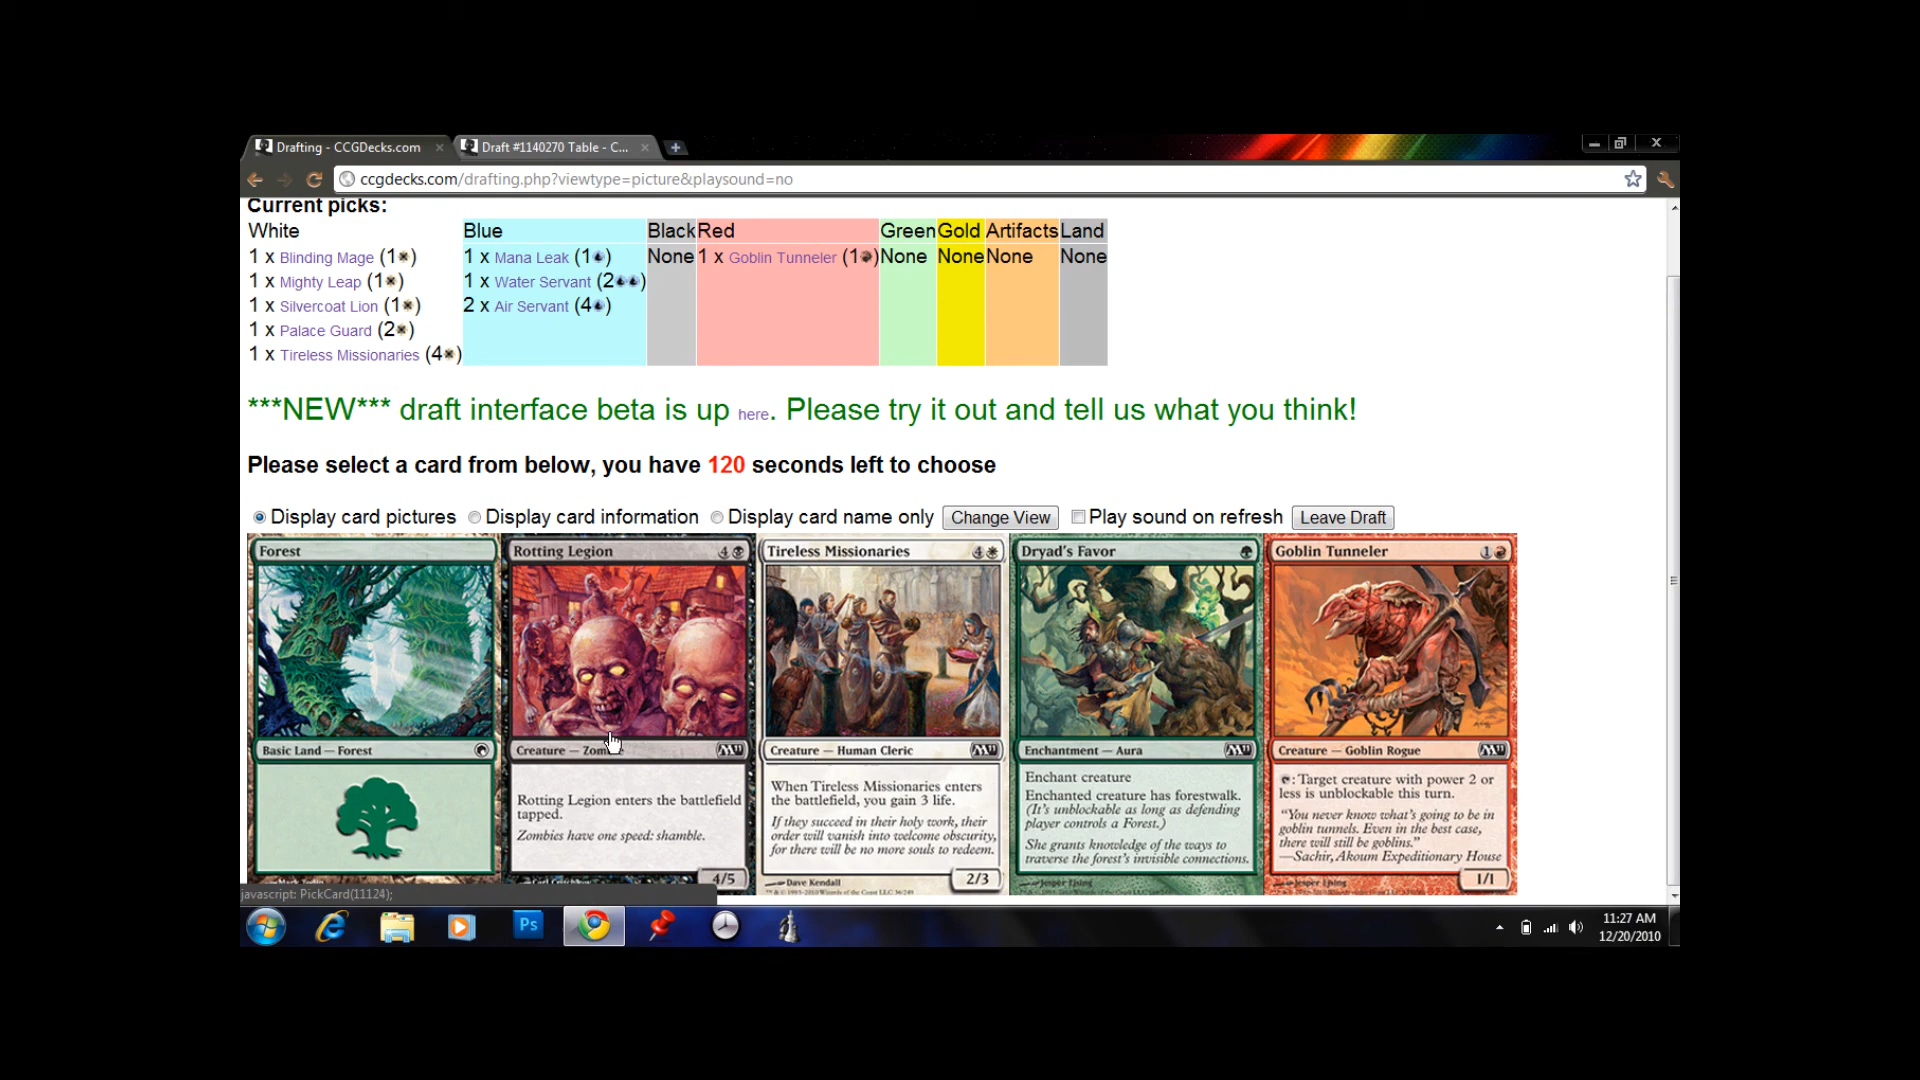 Drafting - CCGDecks.com
Draft #1140270 Table - C...
ccgdecks.com/drafting.php?viewtype=picture&playsound=no
Current picks:
White Blue Black Red Green Gold Artifacts Land
1 x Blinding Mage (1) 1 x Mana Leak (1) None 1 x Goblin Tunneler (1) None None None None
1 x Mighty Leap (1) 1 x Water Servant (2)
1 x Silvercoat Lion (1) 2 x Air Servant (4)
1 x Palace Guard (2)
1 x Tireless Missionaries (4)
***NEW*** draft interface beta is up here. Please try it out and tell us what you think!
Please select a card from below, you have 120 seconds left to choose
Display card pictures Display card information Display card name only Change View Play sound on refresh Leave Draft
Forest
Basic Land — Forest
Rotting Legion 4
Creature — Zombie
M11
Rotting Legion enters the battlefield
tapped.
Zombies have one speed: shamble.
4/5
Tireless Missionaries 4
Creature — Human Cleric
M11
When Tireless Missionaries enters
the battlefield, you gain 3 life.
If they succeed in their holy work, their
order will vanish into welcome obscurity,
for there will be no more souls to redeem.
Dave Kendall
2/3
Dryad's Favor
Enchantment — Aura
M11
Enchant creature
Enchanted creature has forestwalk.
(It's unblockable as long as defending
player controls a Forest.)
She grants knowledge of the ways to
traverse the forest's invisible connections.
Jesper Ejsing
Goblin Tunneler 1
Creature — Goblin Rogue
M11
: Target creature with power 2 or
less is unblockable this turn.
"You never know what's going to be in
goblin tunnels. Even in the best case,
there will still be goblins."
—Sachir, Akoum Expeditionary House
Jesper Ejsing
1/1
javascript: PickCard(11124);
Ps
11:27 AM
12/20/2010